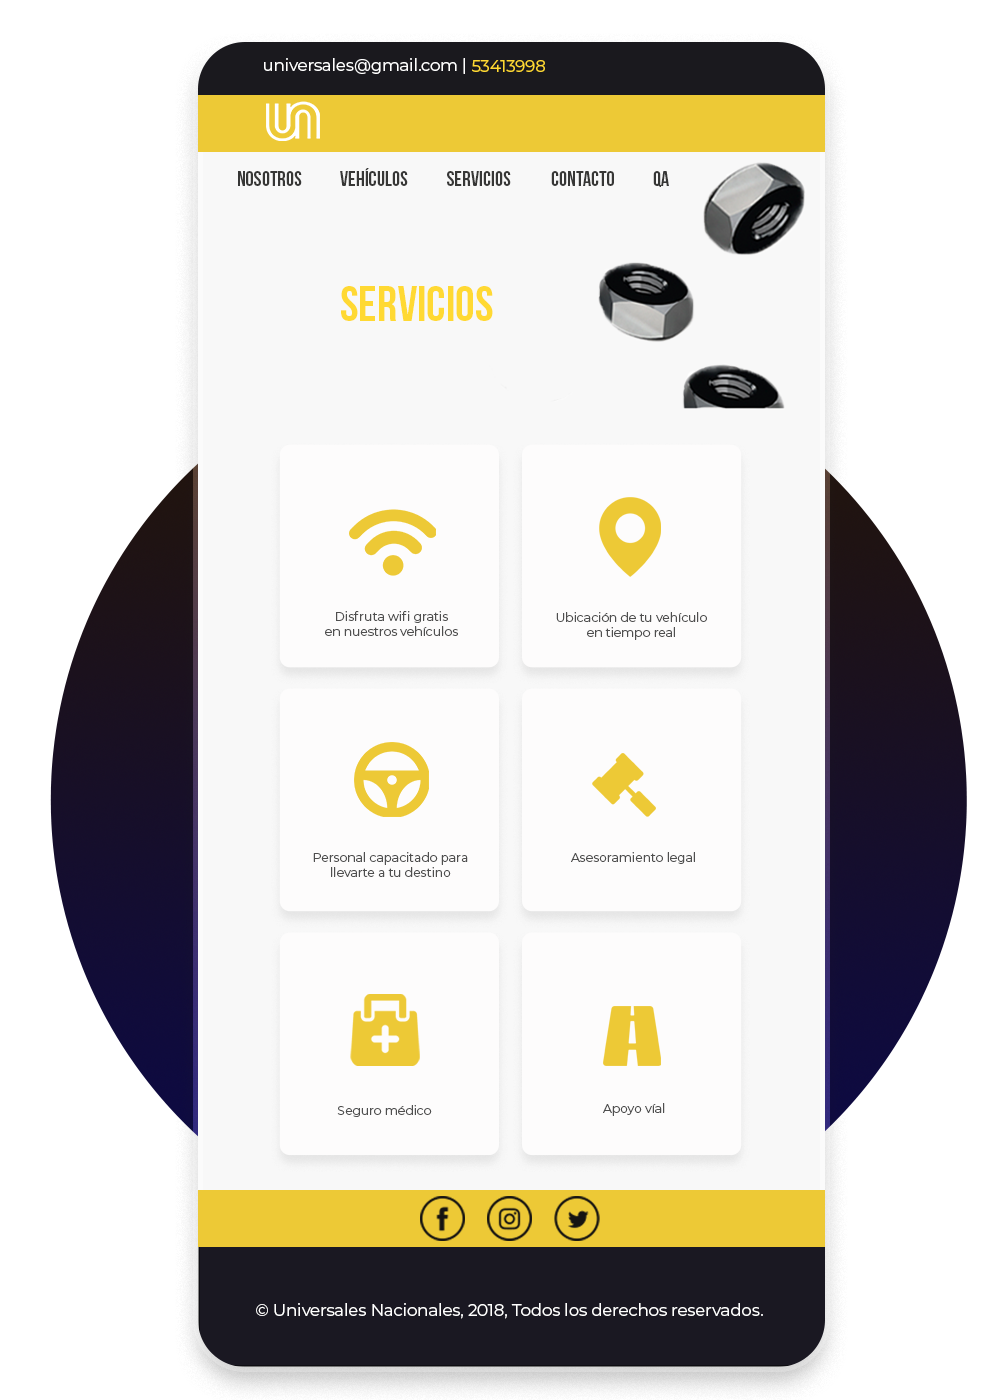 universales@gmail.com | 53413998
un
NOSOTROS VEHÍCULOS SERVICIOS CONTACTO QA
SERVICIOS
Disfruta wifi gratis
en nuestros vehículos
Ubicación de tu vehículo
en tiempo real
Personal capacitado para
llevarte a tu destino
Asesoramiento legal
Seguro médico
Apoyo víal
© Universales Nacionales, 2018, Todos los derechos reservados.